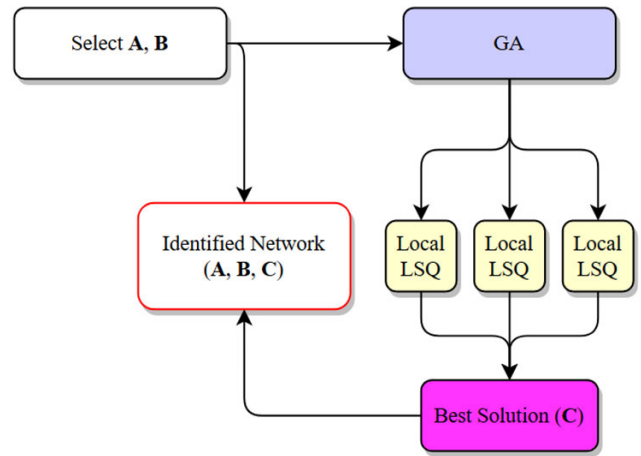 Select A, B
GA
Identified Network
(A, B, C)
Local
LSQ
Local
LSQ
Local
LSQ
Best Solution (C)